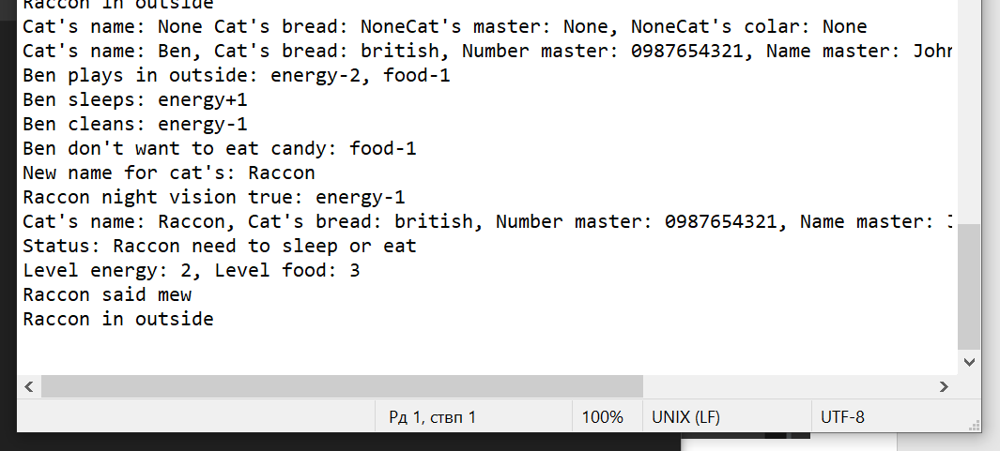 Raccon in outside
Cat's name: None Cat's bread: NoneCat's master: None, NoneCat's colar: None
Cat's name: Ben, Cat's bread: british, Number master: 0987654321, Name master: John
Ben plays in outside: energy-2, food-1
Ben sleeps: energy+1
Ben cleans: energy-1
Ben don't want to eat candy: food-1
New name for cat's: Raccon
Raccon night vision true: energy-1
Cat's name: Raccon, Cat's bread: british, Number master: 0987654321, Name master:
Status: Raccon need to sleep or eat
Level energy: 2, Level food: 3
Raccon said mew
Raccon in outside
Рд 1, ствп 1
100%
UNIX (LF)
UTF-8